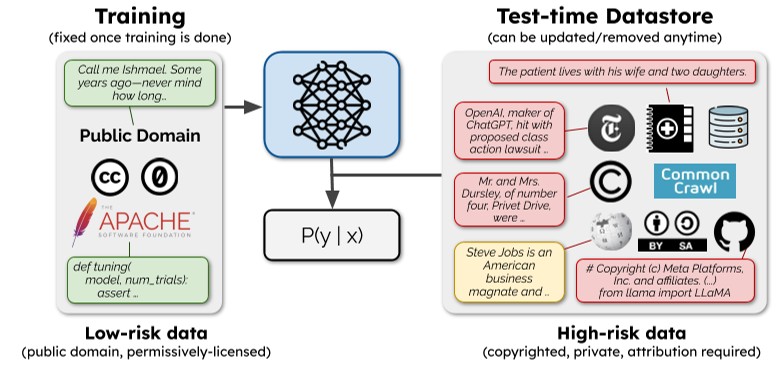 Training
(fixed once training is done)
Call me Ishmael. Some
years ago—never mind
how long..
Public Domain
cc
0
THE
APACHE
SOFTWARE FOUNDATION
def tuning(
model, num_trials):
assert ..
Low-risk data
(public domain, permissively-licensed)
P(y | x)
Test-time Datastore
(can be updated/removed anytime)
The patient lives with his wife and two daughters.
OpenAI, maker of
ChatGPT, hit with
proposed class
action lawsuit ..
T
Mr. and Mrs.
Dursley, of number
four, Privet Drive,
were ..
©
Common
Crawl
Steve Jobs is an
American
business
magnate and ..
W
BY SA
# Copyright (c) Meta Platforms,
Inc. and affiliates. (...)
from llama import LLaMA
High-risk data
(copyrighted, private, attribution required)